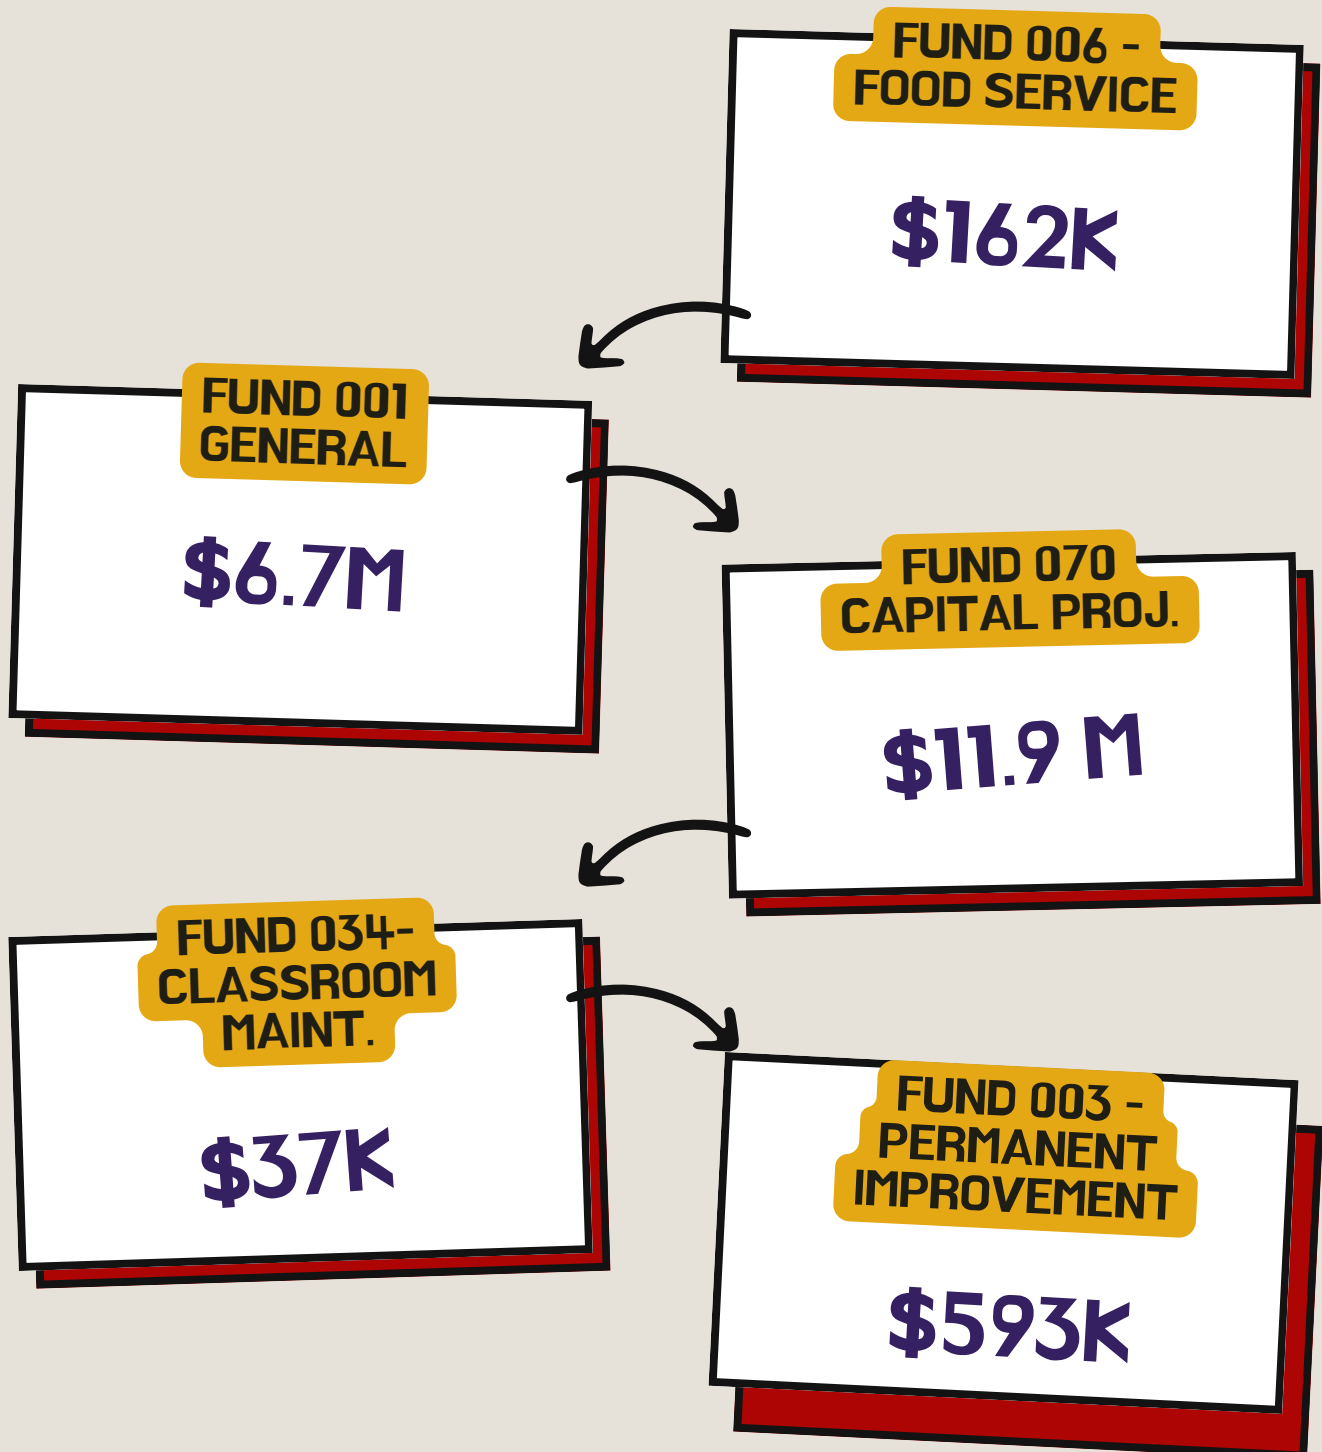 FUND 006 -
FOOD SERVICE
$162K
FUND 001
GENERAL
$6.7M
FUND 070
CAPITAL PROJ.
$11.9 M
FUND 034-
CLASSROOM
MAINT.
$37K
FUND 003 -
PERMANENT
IMPROVEMENT
$593K